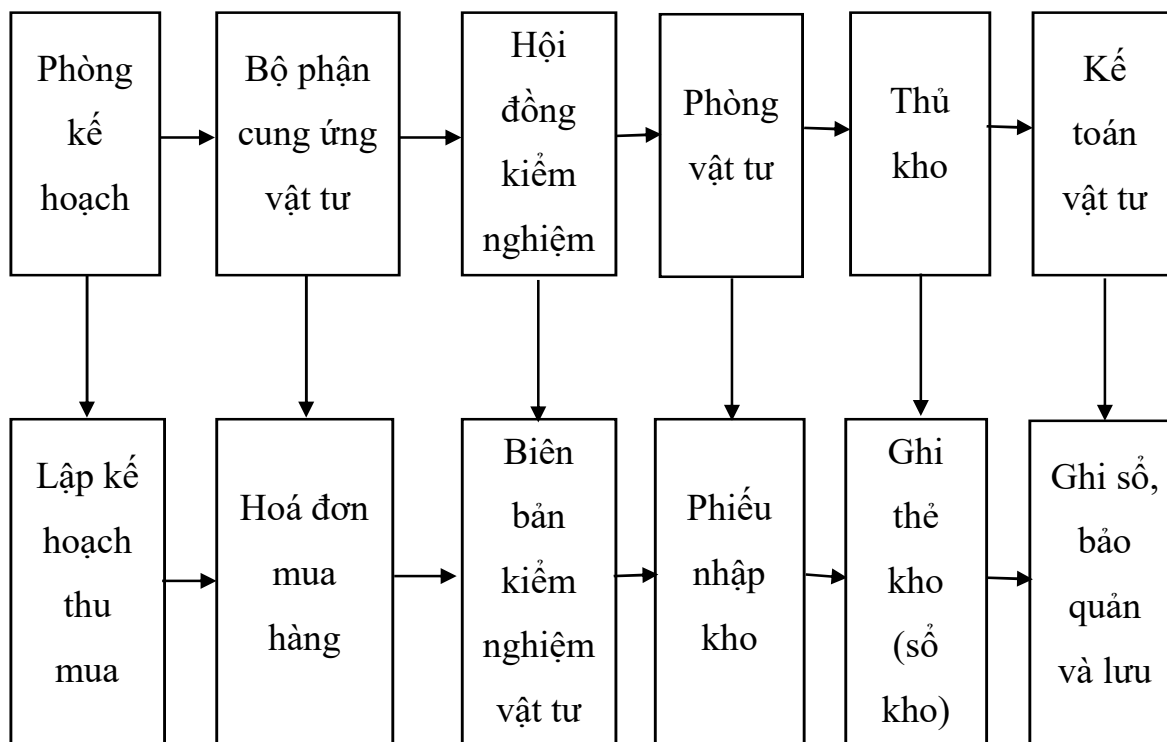 Phòng
kế
hoạch
Bộ phận
cung ứng
vật tư
Hội
đồng
kiểm
nghiệm
Phòng
vật tư
Thủ
kho
Kế
toán
vật tư
Lập kế
hoạch
thu
mua
Hoá đơn
mua
hàng
Biên
bản
kiểm
nghiệm
vật tư
Phiếu
nhập
kho
Ghi
thẻ
kho
(sổ
kho)
Ghi sổ,
bảo
quản
và lưu